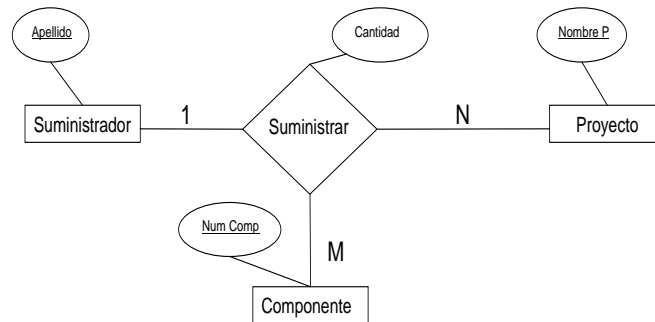 Apellido
Cantidad
Nombre P
Suministrador
1
Suministrar
N
Proyecto
Num Comp
M
Componente